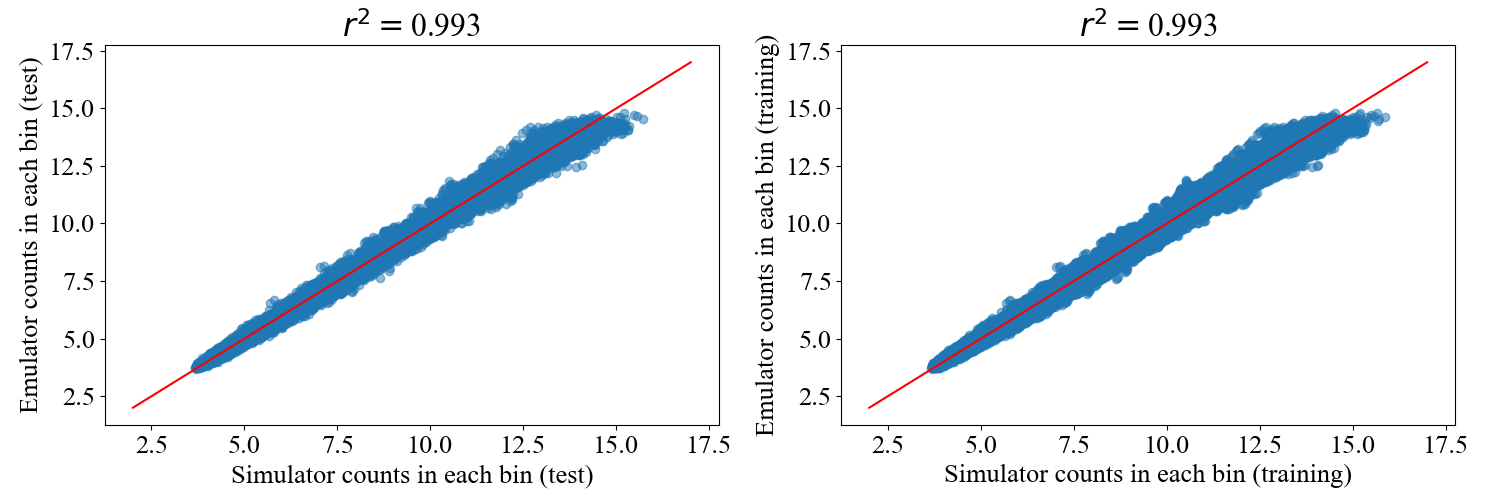 r² = 0.993
Emulator counts in each bin (test)
17.5
15.0
12.5
10.0
7.5
5.0
2.5
2.5 5.0 7.5 10.0 12.5 15.0 17.5
Simulator counts in each bin (test)
r² = 0.993
Emulator counts in each bin (training)
17.5
15.0
12.5
10.0
7.5
5.0
2.5
2.5 5.0 7.5 10.0 12.5 15.0 17.5
Simulator counts in each bin (training)